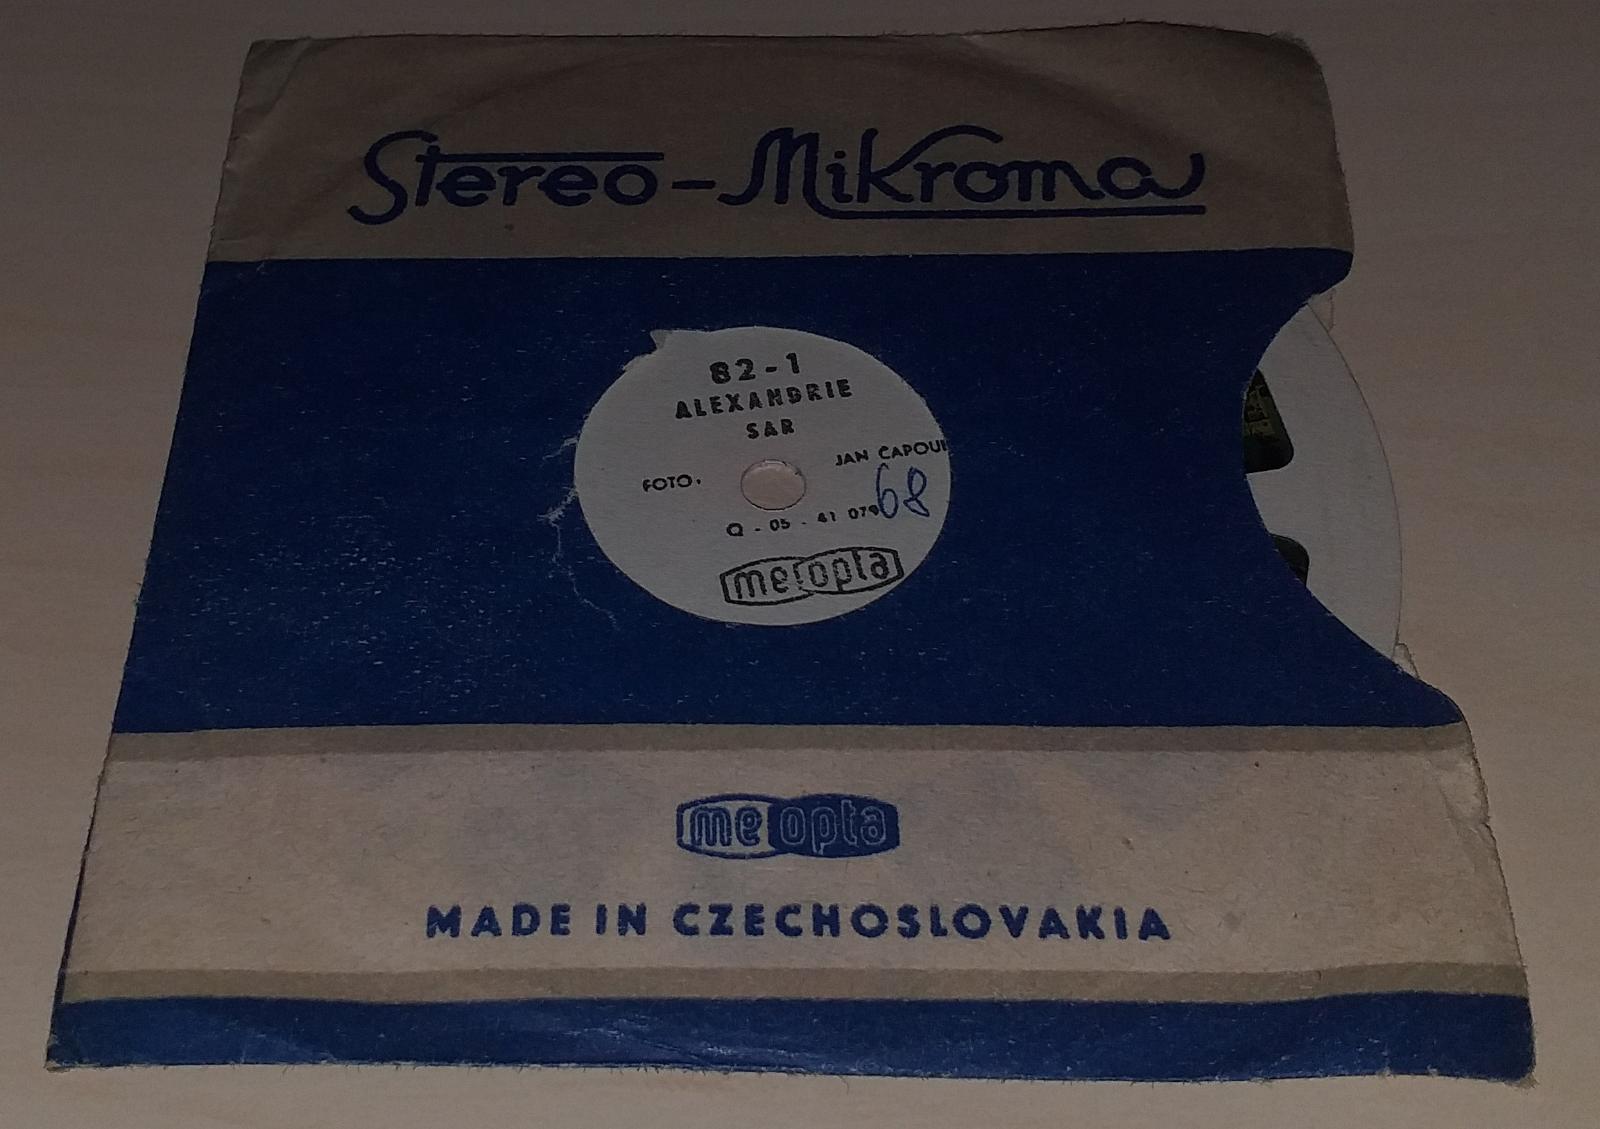 Stereo-Mikroma
82-1
ALEXANDRIE
SAR
FOTO: JAN ČAPOU
Q - 05 - 41 079
68
meopta
meopta
MADE IN CZECHOSLOVAKIA